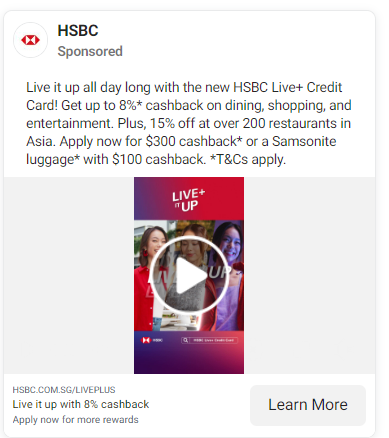 HSBC
Sponsored
Live it up all day long with the new HSBC Live+ Credit
Card! Get up to 8%* cashback on dining, shopping, and
entertainment. Plus, 15% off at over 200 restaurants in
Asia. Apply now for $300 cashback* or a Samsonite
luggage* with $100 cashback. *T&Cs apply.
LIVE+
IT UP
HSBC
HSBC.COM.SG/LIVEPLUS
Live it up with 8% cashback
Apply now for more rewards
Learn More